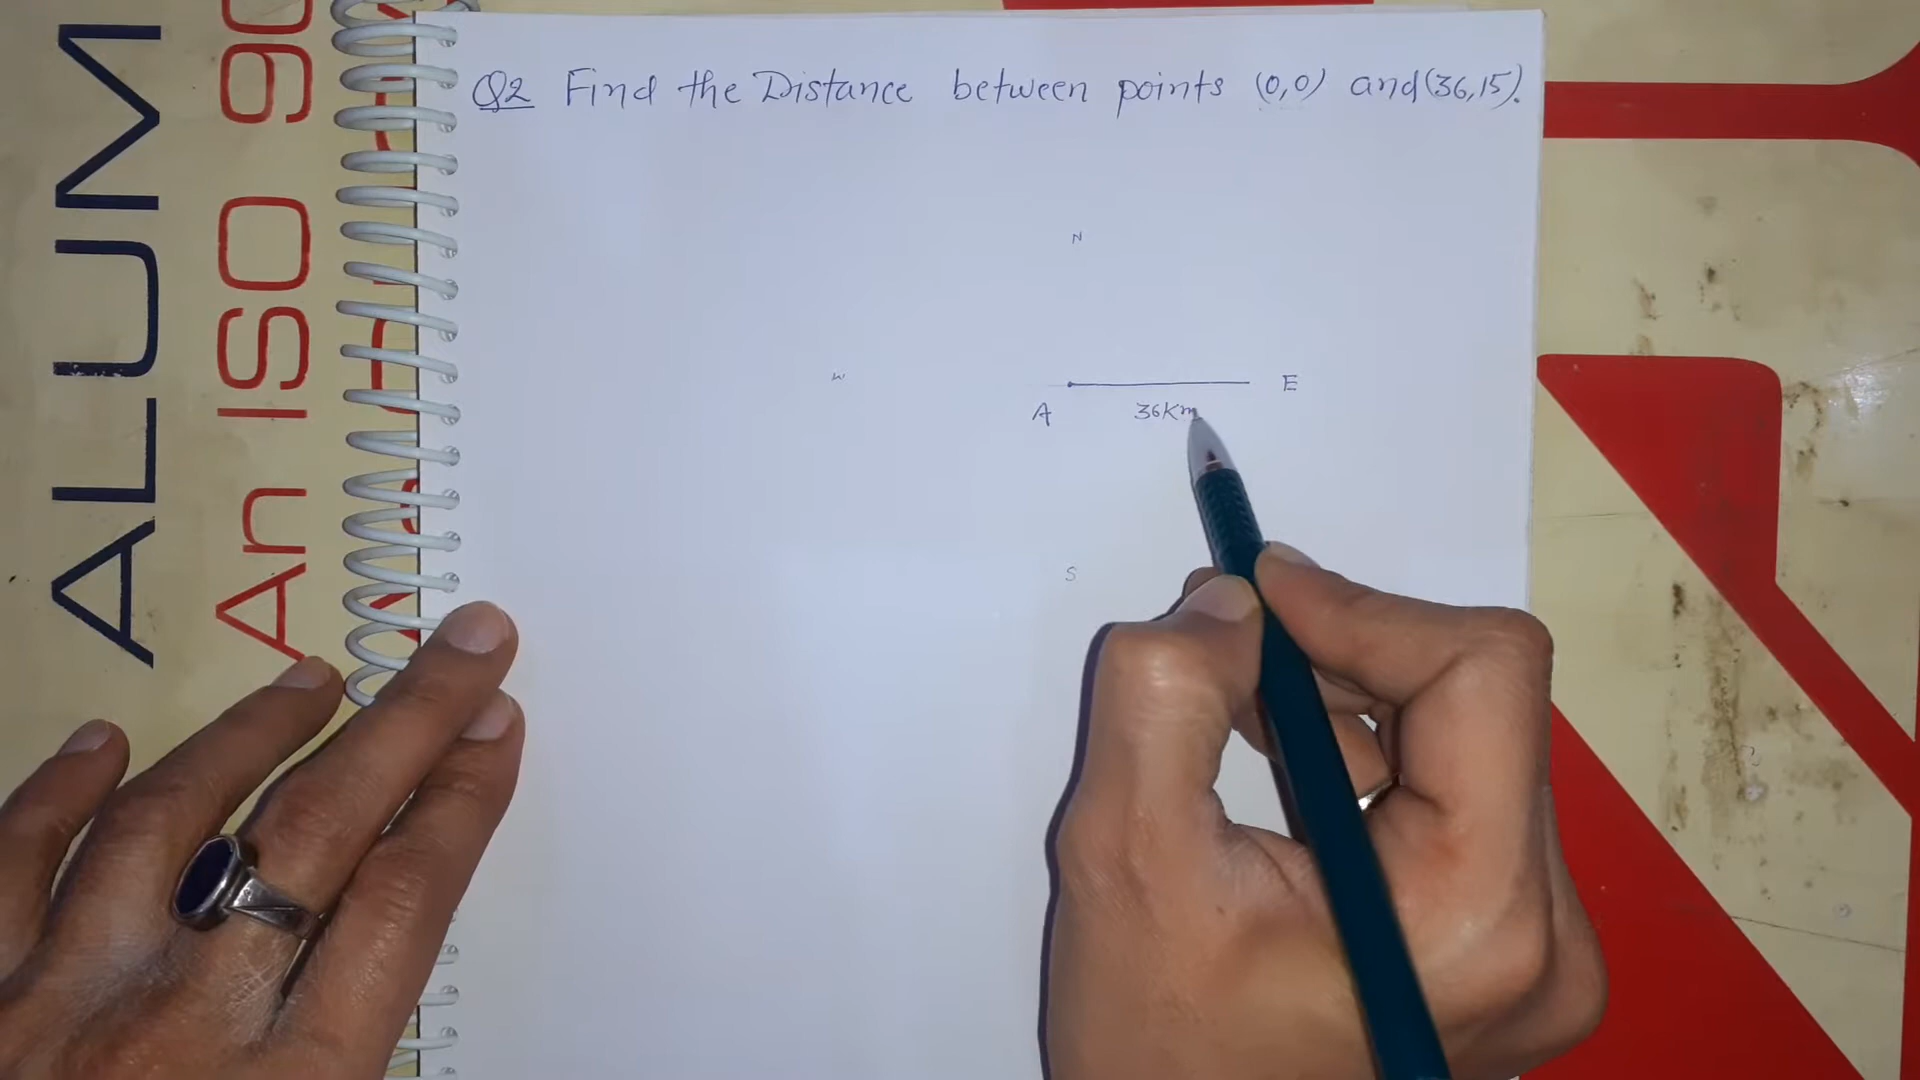 Q2 Find the Distance between points (0,0) and (36,15).
N
W
E
A
36Km
S
ALUM
An ISO 90